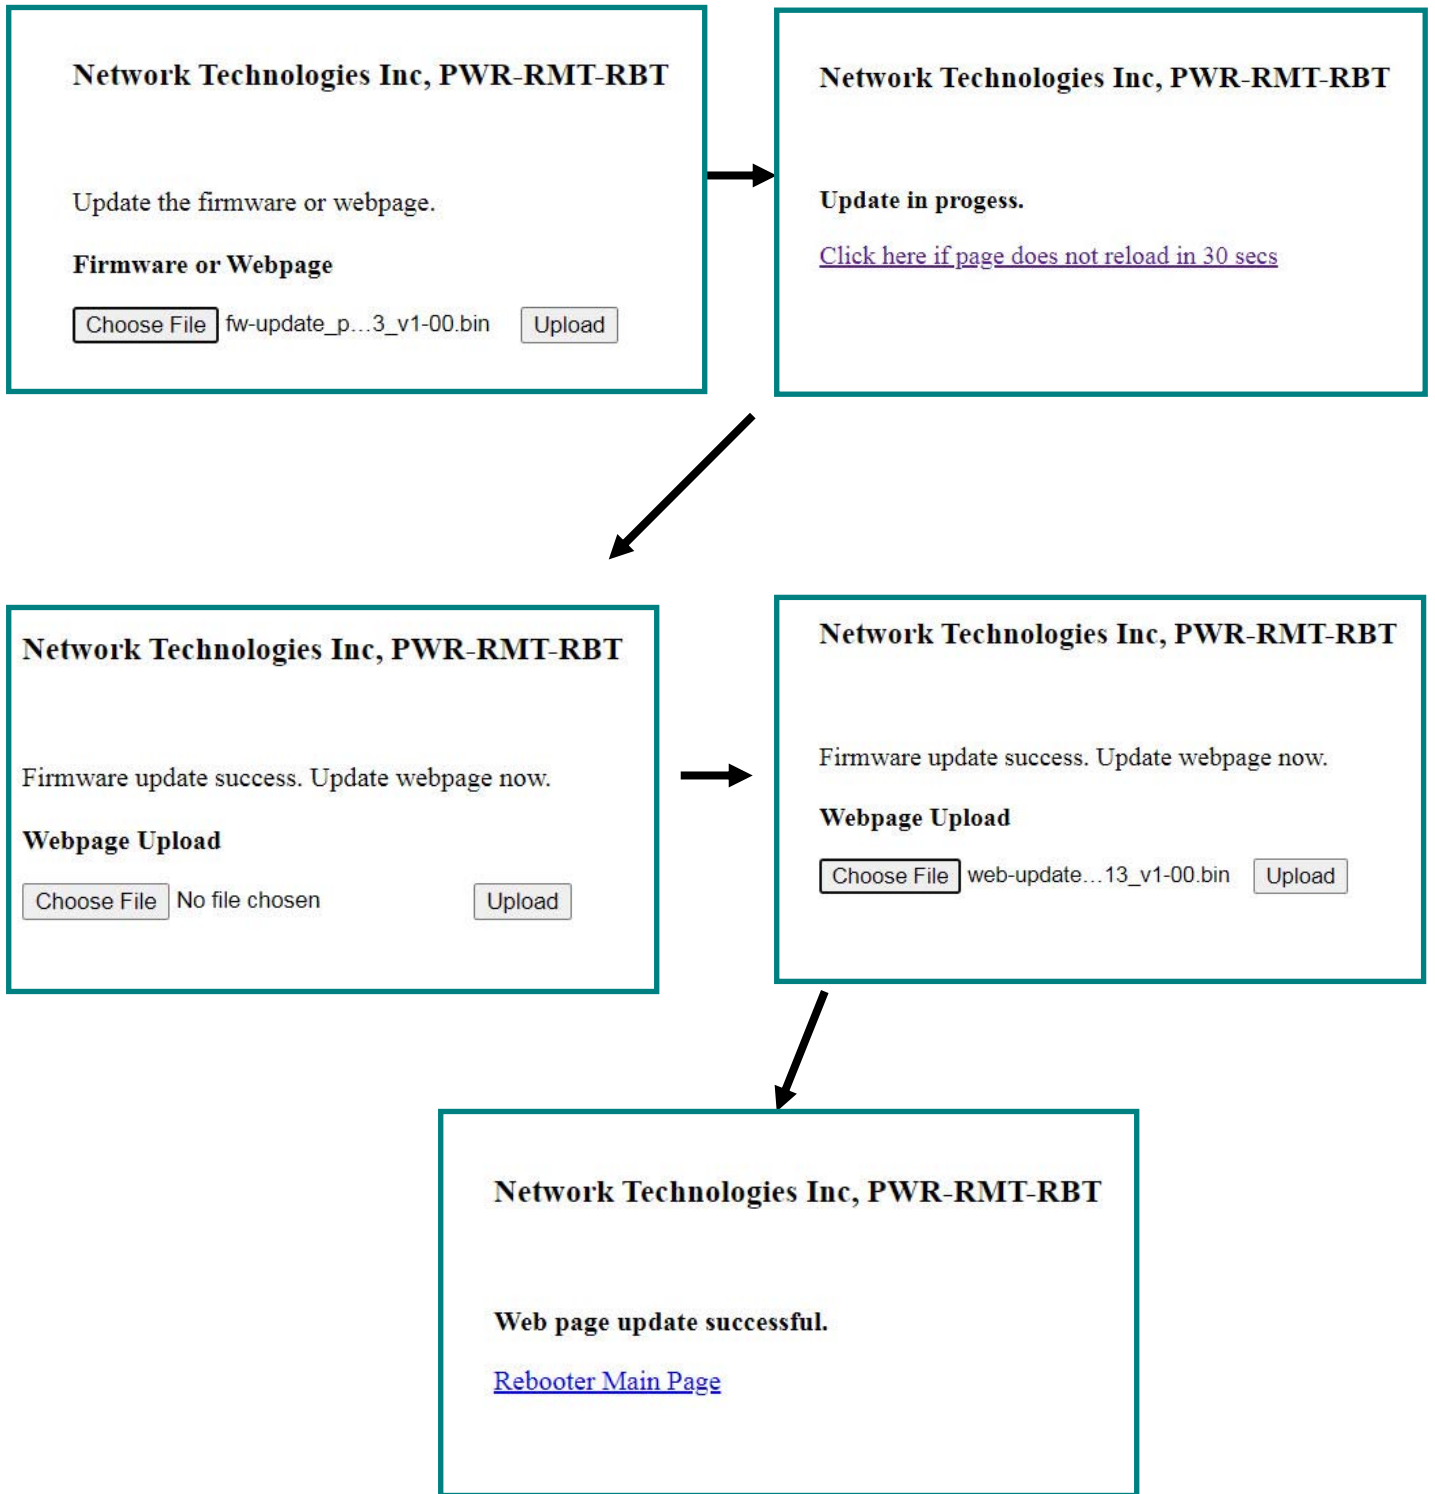 Network Technologies Inc, PWR-RMT-RBT
Update the firmware or webpage.
Firmware or Webpage
Choose File fw-update_p...3_v1-00.bin Upload
Network Technologies Inc, PWR-RMT-RBT
Update in progess.
Click here if page does not reload in 30 secs
Network Technologies Inc, PWR-RMT-RBT
Firmware update success. Update webpage now.
Webpage Upload
Choose File No file chosen Upload
Network Technologies Inc, PWR-RMT-RBT
Firmware update success. Update webpage now.
Webpage Upload
Choose File web-update...13_v1-00.bin Upload
Network Technologies Inc, PWR-RMT-RBT
Web page update successful.
Rebooter Main Page